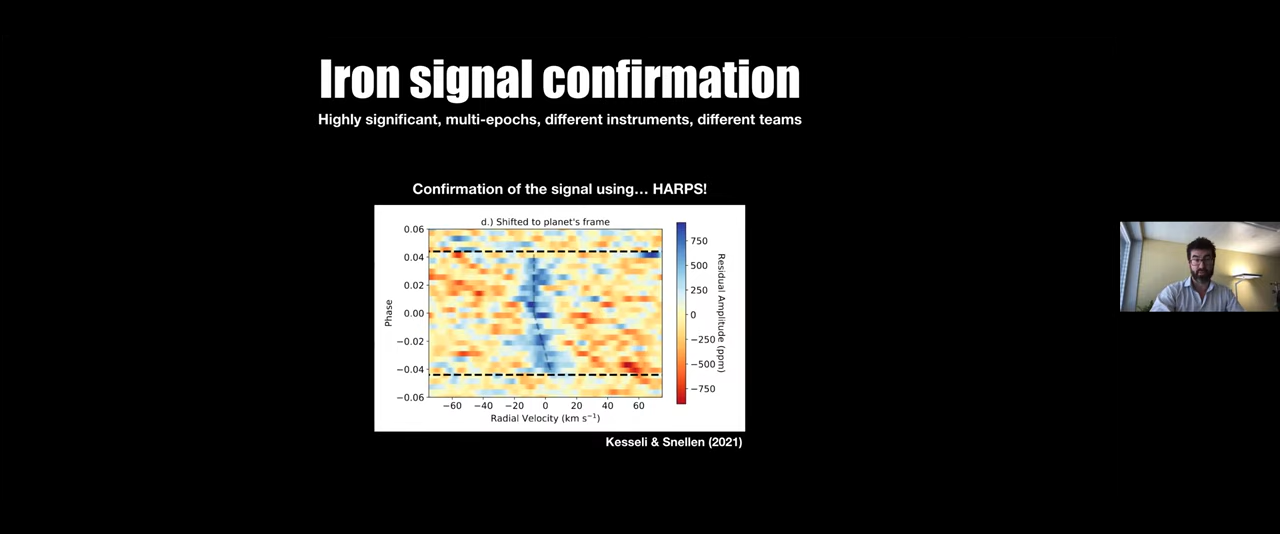 Iron signal confirmation
Highly significant, multi-epochs, different instruments, different teams
Confirmation of the signal using… HARPS!
d.) Shifted to planet's frame
0.06
0.04
0.02
0.00
−0.02
−0.04
−0.06
Phase
−60 −40 −20 0 20 40 60
Radial Velocity (km s⁻¹)
750
500
250
0
−250
−500
−750
Residual Amplitude (ppm)
Kesseli & Snellen (2021)